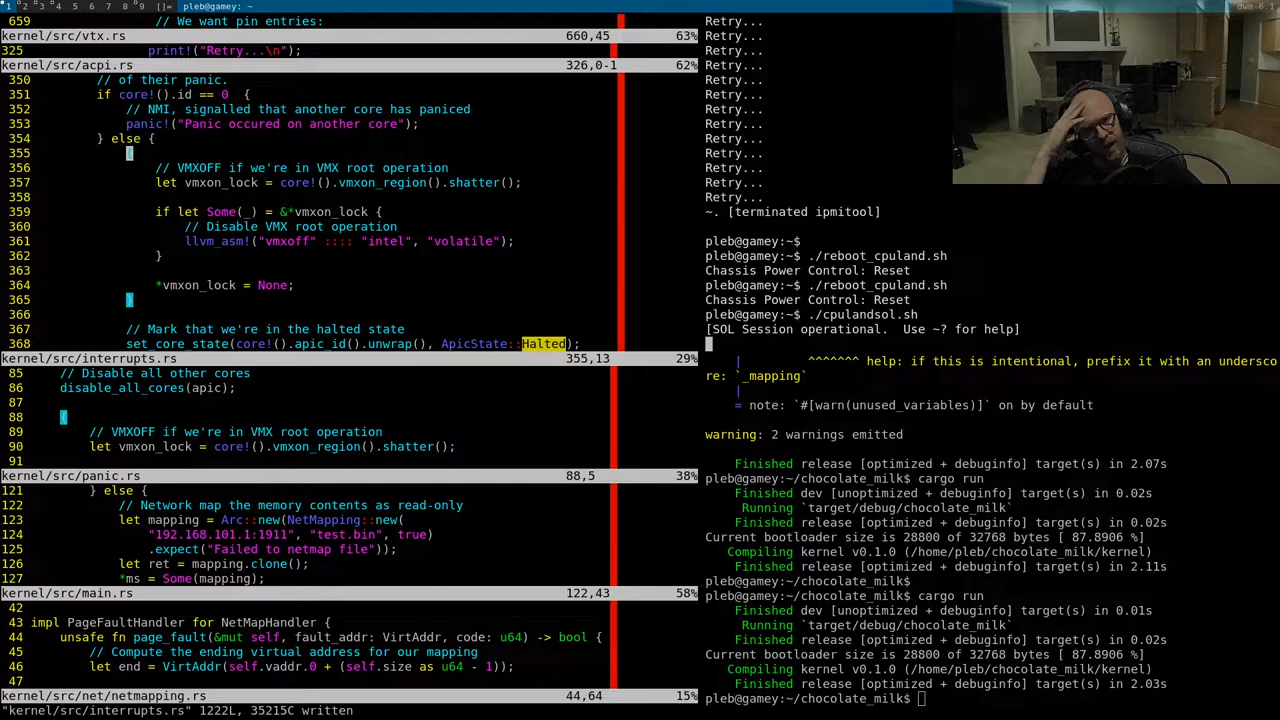 1 2 3 4 5 6 7 8 9 []= pleb@gamey: ~ dwm-6.1
659 // We want pin entries:
kernel/src/vtx.rs 660,45 63%
325 print!("Retry...\n");
kernel/src/acpi.rs 326,0-1 62%
350 // of their panic.
351 if core!().id == 0 {
352 // NMI, signalled that another core has paniced
353 panic!("Panic occured on another core");
354 } else {
355 {
356 // VMXOFF if we're in VMX root operation
357 let vmxon_lock = core!().vmxon_region().shatter();
358
359 if let Some(_) = &*vmxon_lock {
360 // Disable VMX root operation
361 llvm_asm!("vmxoff" :::: "intel", "volatile");
362 }
363
364 *vmxon_lock = None;
365 }
366
367 // Mark that we're in the halted state
368 set_core_state(core!().apic_id().unwrap(), ApicState::Halted);
kernel/src/interrupts.rs 355,13 29%
85 // Disable all other cores
86 disable_all_cores(apic);
87
88 {
89 // VMXOFF if we're in VMX root operation
90 let vmxon_lock = core!().vmxon_region().shatter();
91
kernel/src/panic.rs 88,5 38%
121 } else {
122 // Network map the memory contents as read-only
123 let mapping = Arc::new(NetMapping::new(
124 "192.168.101.1:1911", "test.bin", true)
125 .expect("Failed to netmap file"));
126 let ret = mapping.clone();
127 *ms = Some(mapping);
kernel/src/main.rs 122,43 58%
42
43 impl PageFaultHandler for NetMapHandler {
44 unsafe fn page_fault(&mut self, fault_addr: VirtAddr, code: u64) -> bool {
45 // Compute the ending virtual address for our mapping
46 let end = VirtAddr(self.vaddr.0 + (self.size as u64 - 1));
47
kernel/src/net/netmapping.rs 44,64 15%
"kernel/src/interrupts.rs" 1222L, 35215C written
Retry...
Retry...
Retry...
Retry...
Retry...
Retry...
Retry...
Retry...
Retry...
Retry...
Retry...
Retry...
Retry...
~. [terminated ipmitool]
pleb@gamey:~$
pleb@gamey:~$ ./reboot_cpuland.sh
Chassis Power Control: Reset
pleb@gamey:~$ ./reboot_cpuland.sh
Chassis Power Control: Reset
pleb@gamey:~$ ./cpulandsol.sh
[SOL Session operational. Use ~? for help]
| ^^^^^^^ help: if this is intentional, prefix it with an undersco
re: `_mapping`
|
= note: `#[warn(unused_variables)]` on by default
warning: 2 warnings emitted
Finished release [optimized + debuginfo] target(s) in 2.07s
pleb@gamey:~/chocolate_milk$ cargo run
Finished dev [unoptimized + debuginfo] target(s) in 0.02s
Running `target/debug/chocolate_milk`
Finished release [optimized + debuginfo] target(s) in 0.02s
Current bootloader size is 28800 of 32768 bytes [ 87.8906 %]
Compiling kernel v0.1.0 (/home/pleb/chocolate_milk/kernel)
Finished release [optimized + debuginfo] target(s) in 2.11s
pleb@gamey:~/chocolate_milk$
pleb@gamey:~/chocolate_milk$ cargo run
Finished dev [unoptimized + debuginfo] target(s) in 0.01s
Running `target/debug/chocolate_milk`
Finished release [optimized + debuginfo] target(s) in 0.02s
Current bootloader size is 28800 of 32768 bytes [ 87.8906 %]
Compiling kernel v0.1.0 (/home/pleb/chocolate_milk/kernel)
Finished release [optimized + debuginfo] target(s) in 2.03s
pleb@gamey:~/chocolate_milk$